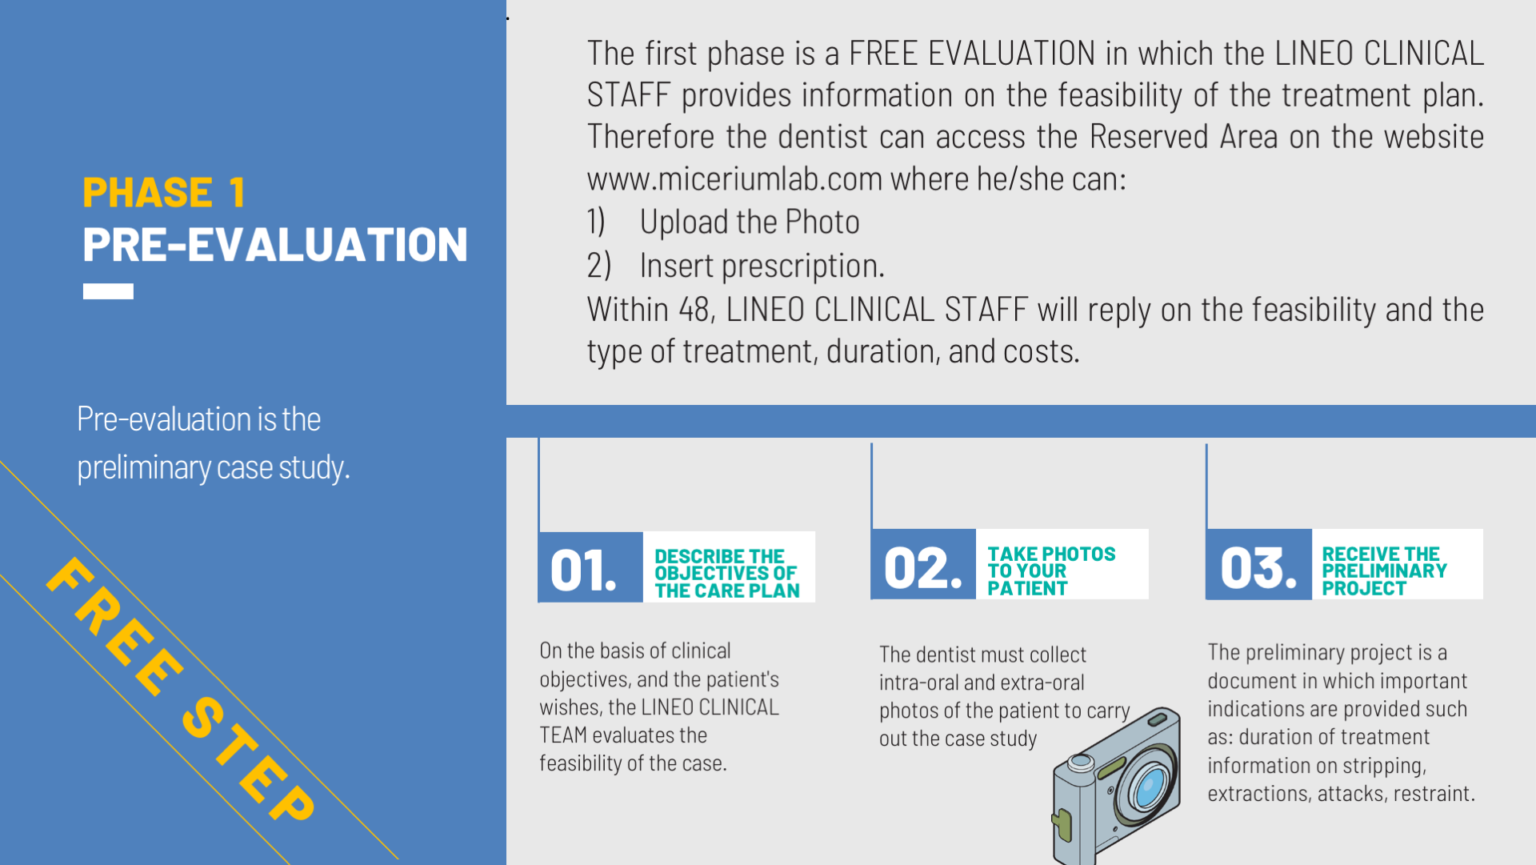 PHASE 1
PRE-EVALUATION
Pre-evaluation is the
preliminary case study.
FREE STEP
The first phase is a FREE EVALUATION in which the LINEO CLINICAL
STAFF provides information on the feasibility of the treatment plan.
Therefore the dentist can access the Reserved Area on the website
www.miceriumlab.com where he/she can:
1) Upload the Photo
2) Insert prescription.
Within 48, LINEO CLINICAL STAFF will reply on the feasibility and the
type of treatment, duration, and costs.
01.
DESCRIBE THE
OBJECTIVES OF
THE CARE PLAN
On the basis of clinical
objectives, and the patient's
wishes, the LINEO CLINICAL
TEAM evaluates the
feasibility of the case.
02.
TAKE PHOTOS
TO YOUR
PATIENT
The dentist must collect
intra-oral and extra-oral
photos of the patient to carry
out the case study
03.
RECEIVE THE
PRELIMINARY
PROJECT
The preliminary project is a
document in which important
indications are provided such
as: duration of treatment
information on stripping,
extractions, attacks, restraint.